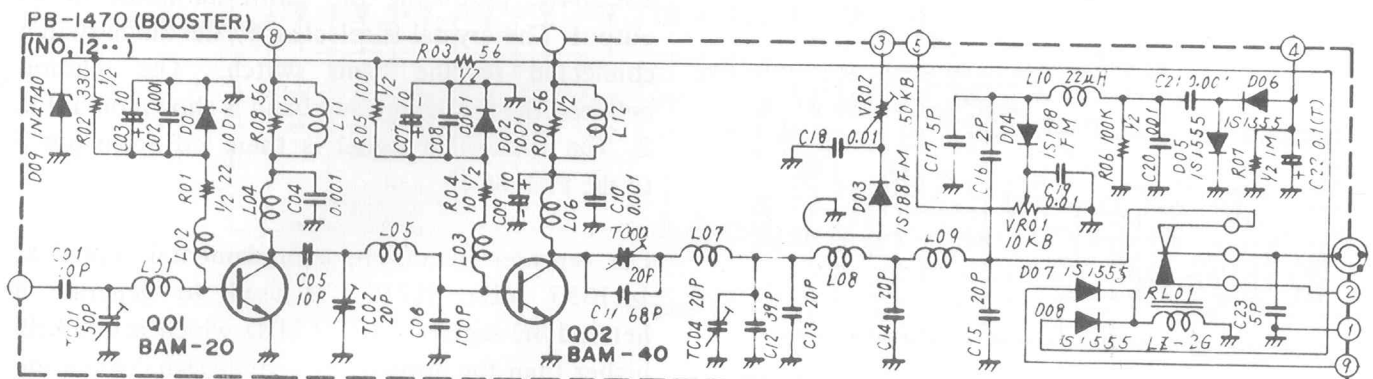 PB-1470 (BOOSTER)
(NO, 12··)
8
3
5
4
D09 1N4740
R02 330 1/2
C03 10
C02 0.001
D01 10D1
R08 56 1/2
L11
R03 56 1/2
R05 100 1/2
C07 10
C08 0.001
D02 10D1
R09 56 1/2
L12
VR02 50KB
C18 0.01
D03 1S188FM
L10 22μH
C17 5P
C16 2P
D04 1S188 FM
C19 0.01
VR01 10KB
R06 100K 1/2
C20 .001
C21 0.001
D05 1S1555
D06 1S1555
R07 1/2 1M
C22 0.1(T)
R01 1/2 22
L02
L04
C04 0.001
R04 10 1/2
L03
C09 10
L06
C10 0.001
C01
L01
TC01 50P
Q01
BAM-20
C05 10P
L05
TC02 20P
C06 100P
Q02
BAM-40
20P
C11 68P
L07
TC04 20P
C12 39P
C13 20P
L08
C14 20P
L09
C15 20P
D07 1S1555
D08 1S1555
RL01
LZ-2G
C23 5P
2
1
9